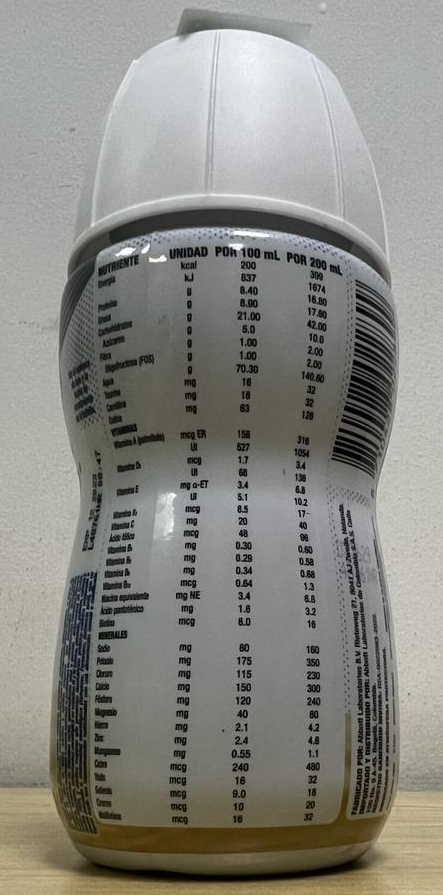 NUTRIENTE UNIDAD POR 100 mL POR 200 mL
Energía kcal 200 399
kJ 837 1674
Proteína g 8.40 16.80
Grasa g 8.90 17.80
Carbohidratos g 21.00 42.00
Azúcares g 5.0 10.0
Fibra g 1.00 2.00
Oligofructosa (FOS) g 1.00 2.00
Agua g 70.30 140.60
Taurina mg 16 32
Carnitina mg 16 32
Colina mg 63 126
VITAMINAS
Vitamina A (palmitato) mcg ER 158 316
UI 527 1054
Vitamina D₃ mcg 1.7 3.4
UI 68 136
Vitamina E mg α-ET 3.4 6.8
UI 5.1 10.2
Vitamina K₁ mcg 8.5 17
Vitamina C mg 20 40
Ácido fólico mcg 48 96
Vitamina B₁ mg 0.30 0.60
Vitamina B₂ mg 0.29 0.58
Vitamina B₆ mg 0.34 0.68
Vitamina B₁₂ mcg 0.64 1.3
Niacina equivalente mg NE 3.4 6.8
Ácido pantoténico mg 1.6 3.2
Biotina mcg 8.0 16
MINERALES
Sodio mg 80 160
Potasio mg 175 350
Cloruro mg 115 230
Calcio mg 150 300
Fósforo mg 120 240
Magnesio mg 40 80
Hierro mg 2.1 4.2
Zinc mg 2.4 4.8
Manganeso mg 0.55 1.1
Cobre mcg 240 480
Yodo mcg 16 32
Selenio mcg 9.0 18
Cromo mcg 10 20
Molibdeno mcg 16 32
FABRICADO POR: Abbott Laboratories B.V. Rieteweg 21, 8041 AJ Zwolle, Holanda.
IMPORTADO Y DISTRIBUIDO POR: Abbott Laboratories de Colombia S.A.S. Calle